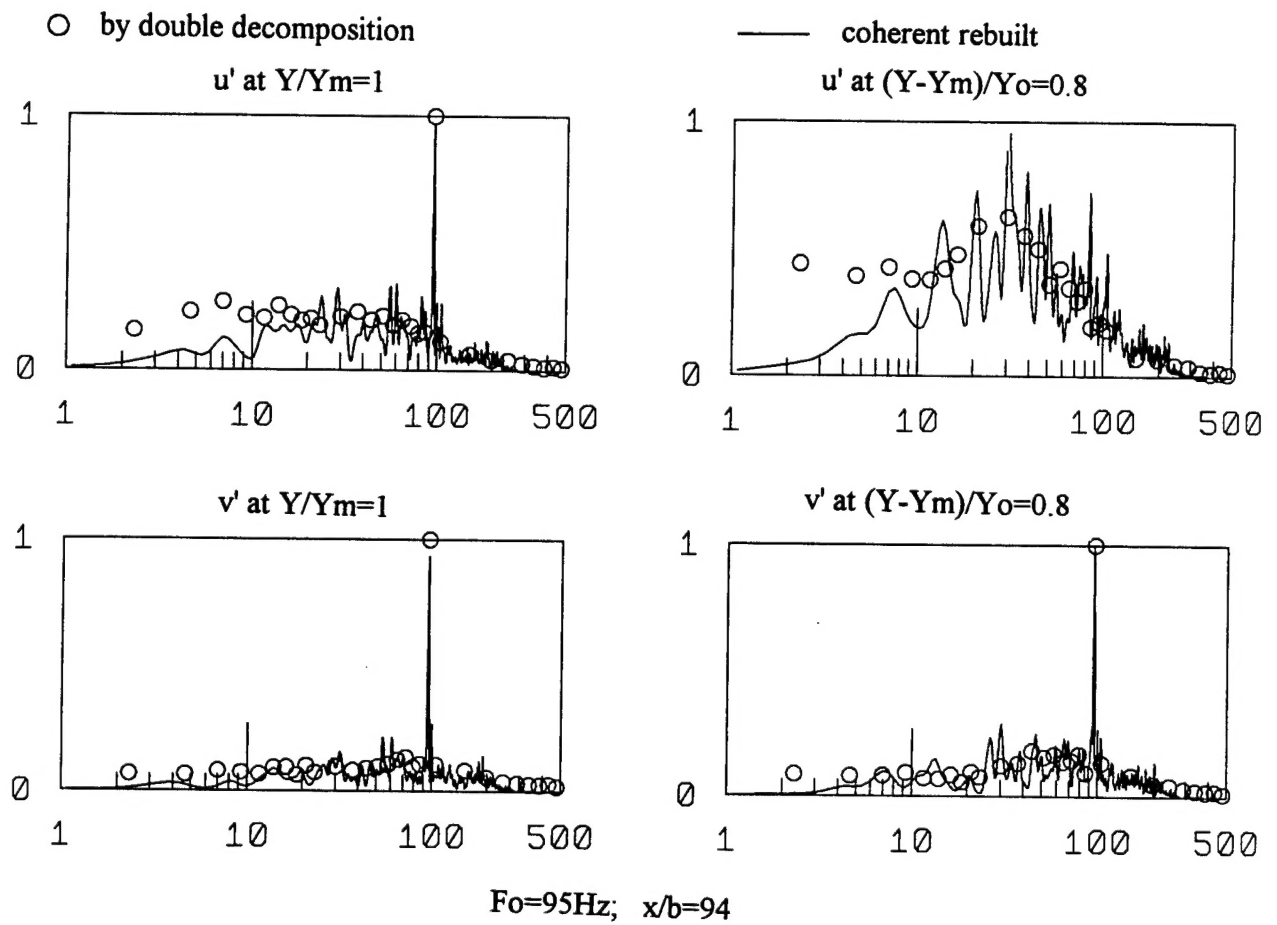 by double decomposition
coherent rebuilt
u' at Y/Ym=1
u' at (Y-Ym)/Yo=0.8
1
0
1 10 100 500
1
0
1 10 100 500
v' at Y/Ym=1
v' at (Y-Ym)/Yo=0.8
1
0
1 10 100 500
1
0
1 10 100 500
Fo=95Hz; x/b=94